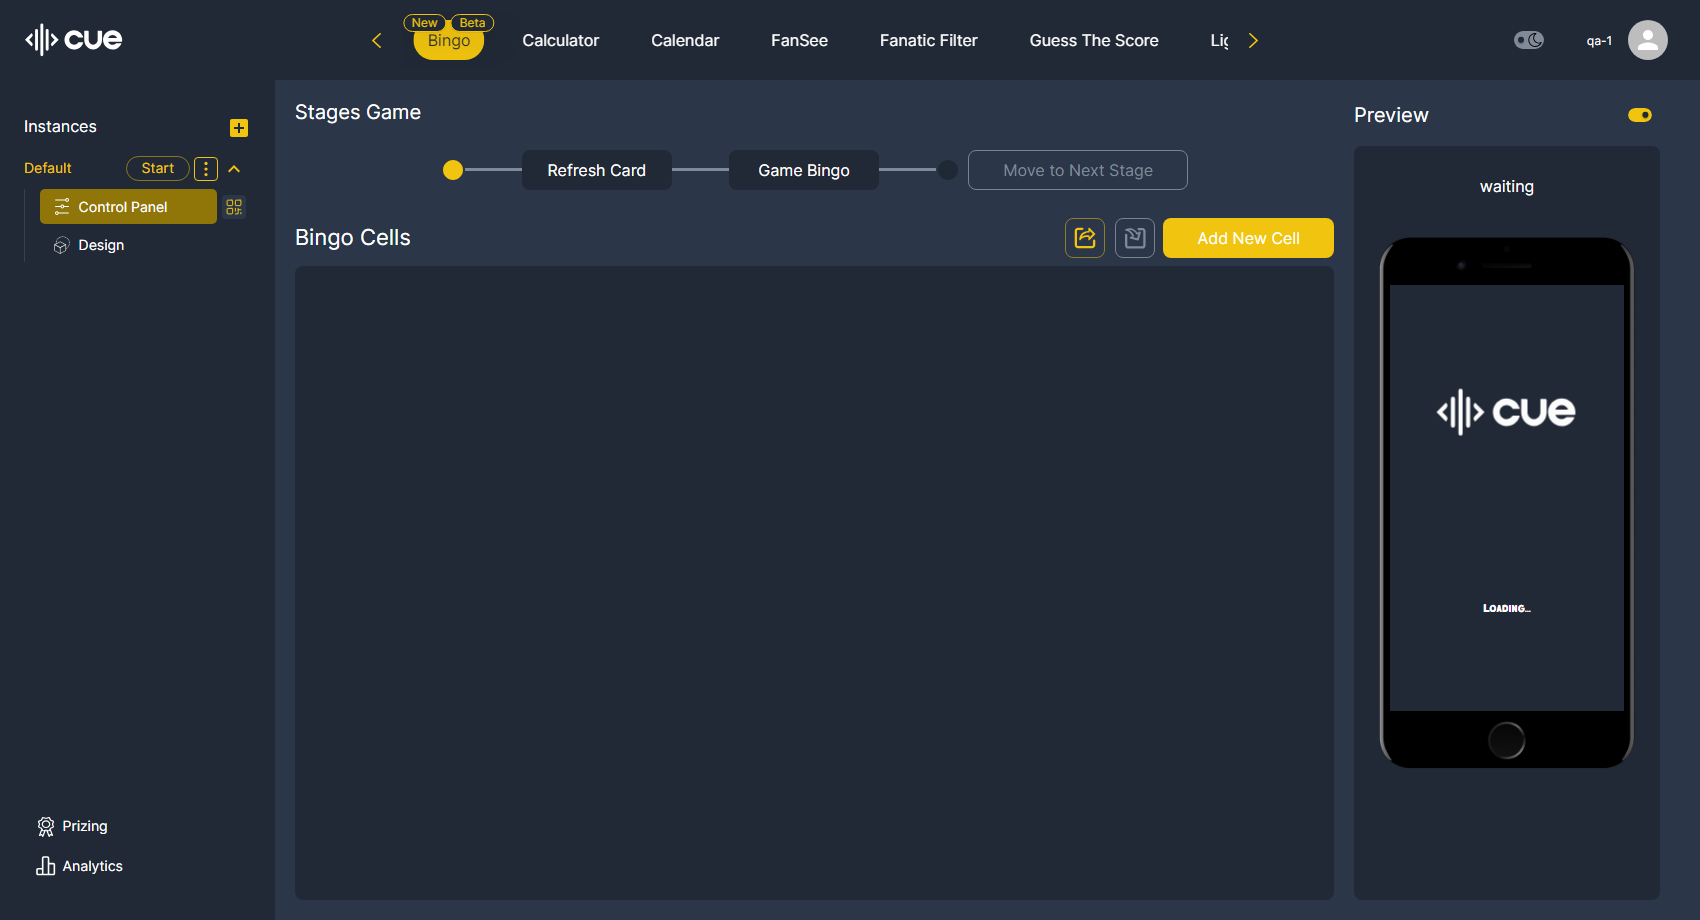 cue
New Beta
Bingo
Calculator
Calendar
FanSee
Fanatic Filter
Guess The Score
Lig
qa-1
Instances
Default
Start
Control Panel
Design
Prizing
Analytics
Stages Game
Refresh Card
Game Bingo
Move to Next Stage
Bingo Cells
Add New Cell
Preview
waiting
cue
LOADING...